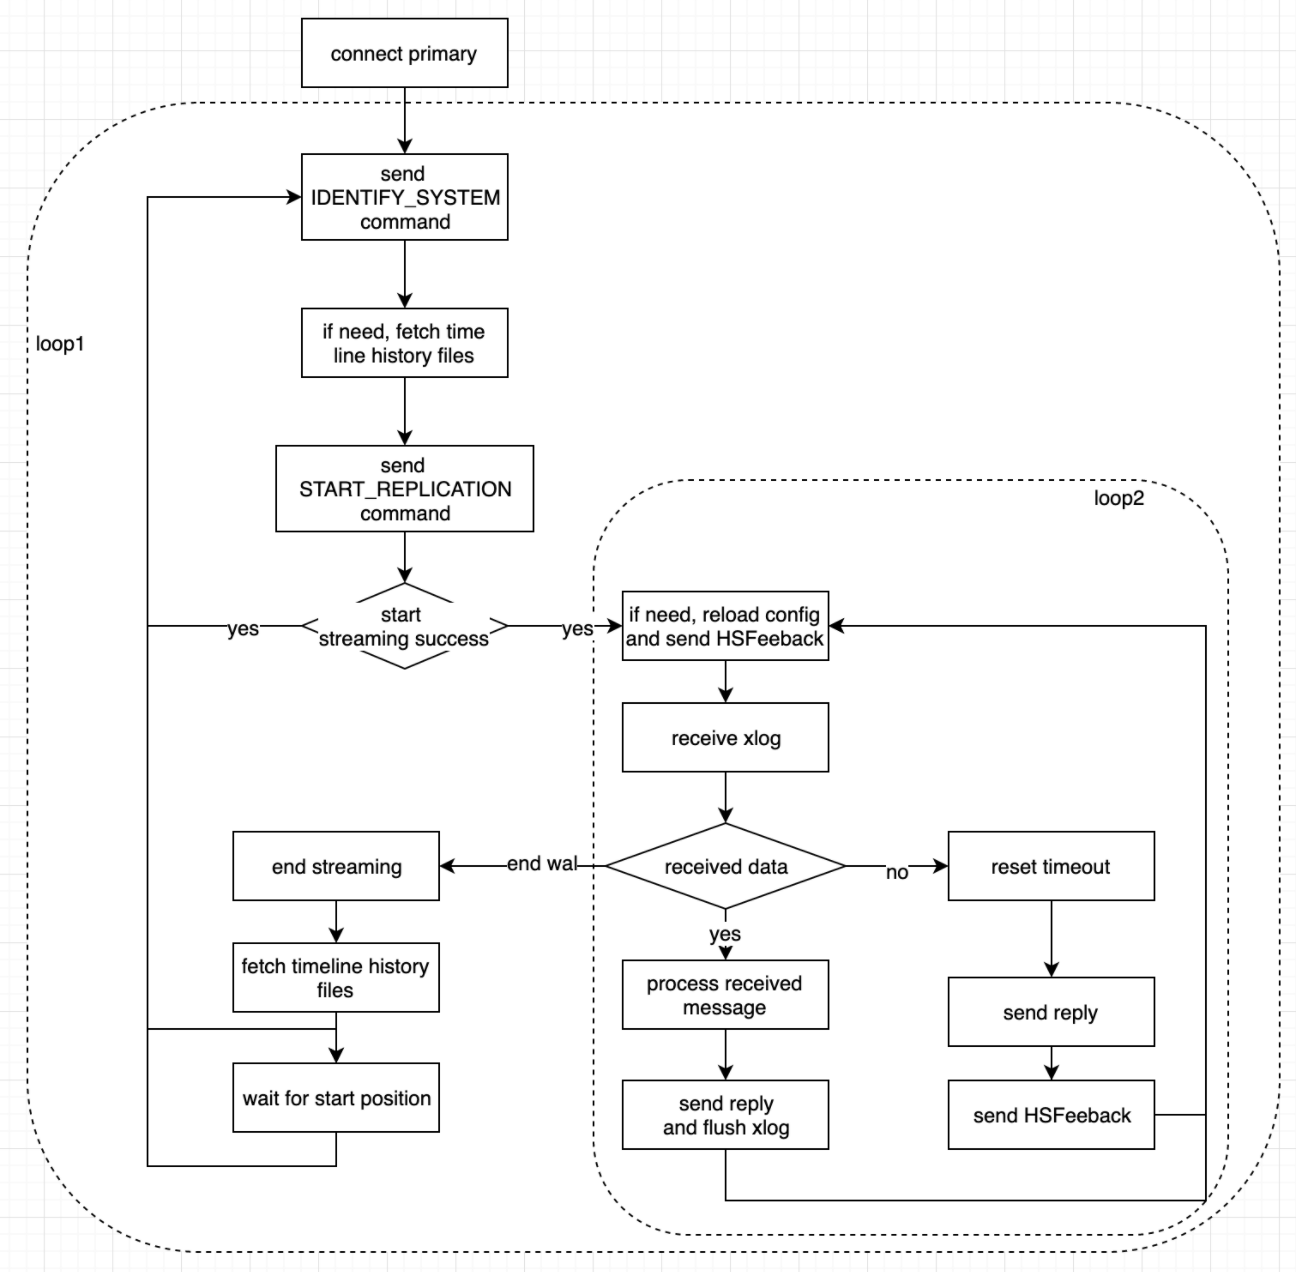 connect primary
send
IDENTIFY_SYSTEM
command
loop1
if need, fetch time
line history files
send
START_REPLICATION
command
loop2
start
streaming success
yes
yes
if need, reload config
and send HSFeeback
receive xlog
received data
end wal
no
yes
end streaming
reset timeout
fetch timeline history
files
process received
message
send reply
wait for start position
send reply
and flush xlog
send HSFeeback